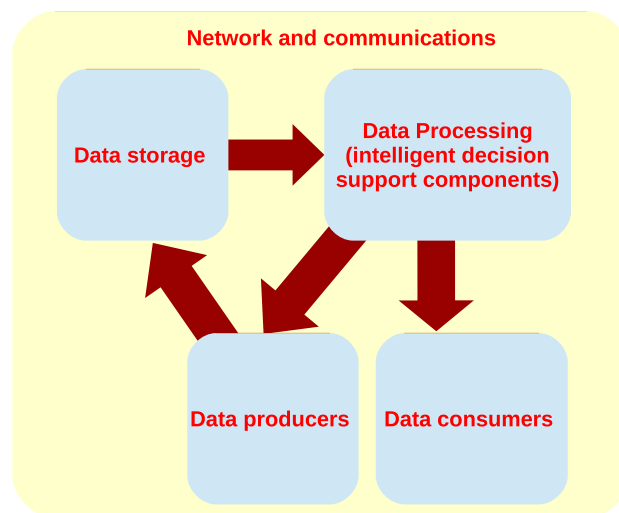 Network and communications
Data storage
Data Processing
(intelligent decision
support components)
Data producers
Data consumers